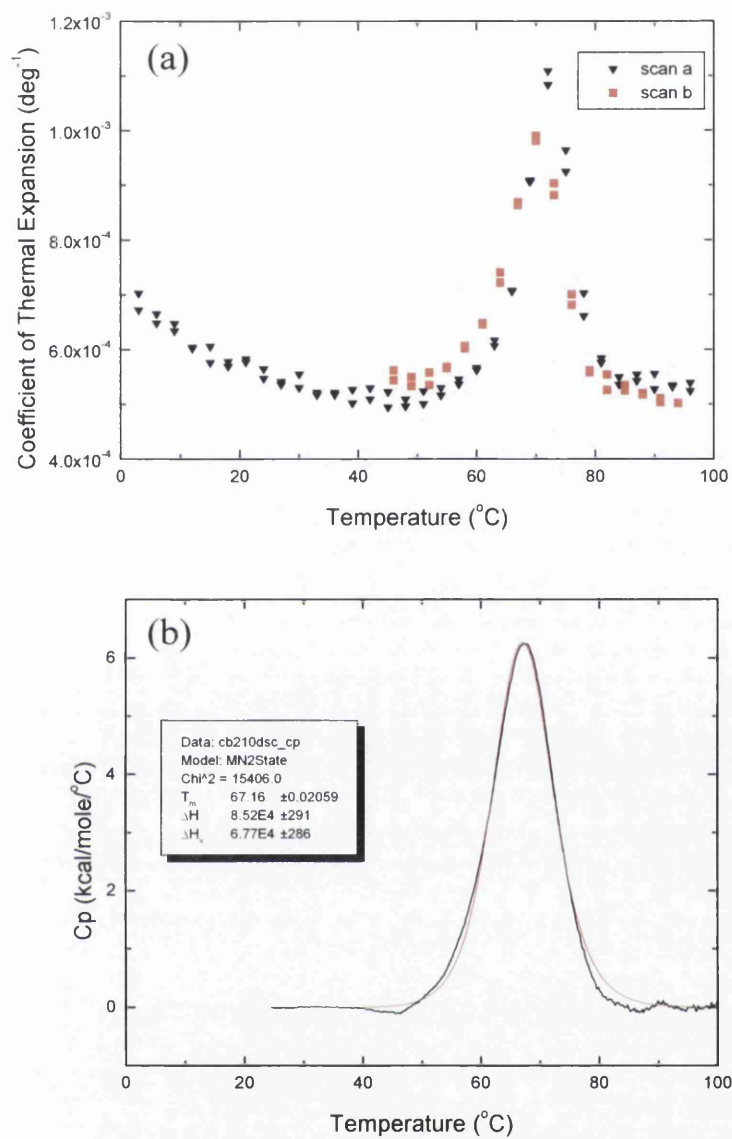 (a)
scan a
scan b
1.2x10⁻³
1.0x10⁻³
8.0x10⁻⁴
6.0x10⁻⁴
4.0x10⁻⁴
Coefficient of Thermal Expansion (deg⁻¹)
0 20 40 60 80 100
Temperature (°C)
(b)
6
4
2
0
Cp (kcal/mole/°C)
Data: cb210dsc_cp
Model: MN2State
Chi^2 = 15406.0
Tₘ 67.16 ±0.02059
ΔH 8.52E4 ±291
ΔHᵥ 6.77E4 ±286
0 20 40 60 80 100
Temperature (°C)